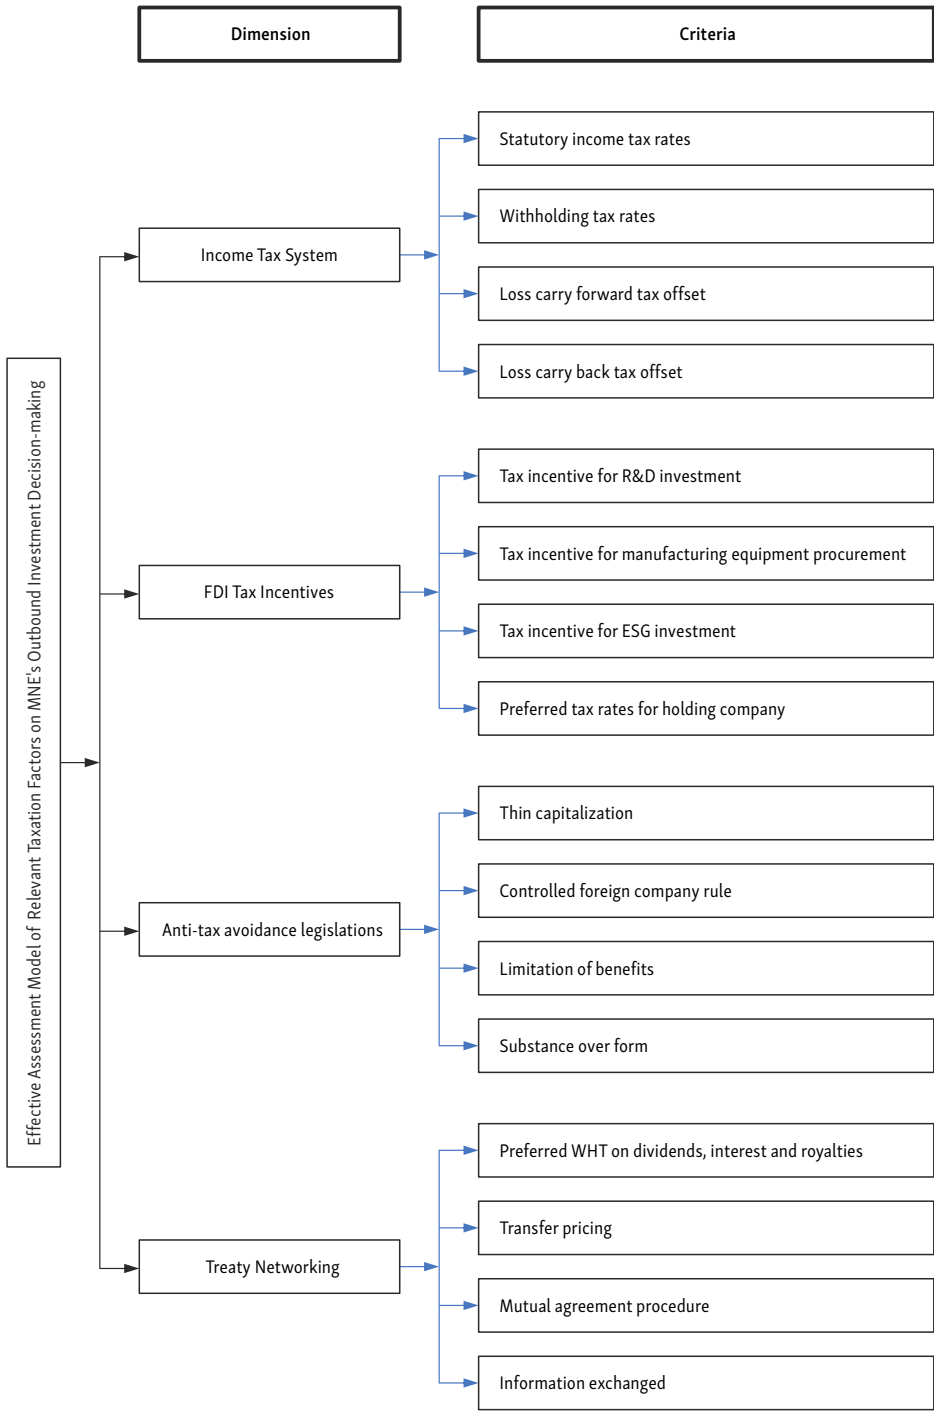 Dimension
Criteria
Effective Assessment Model of Relevant Taxation Factors on MNE's Outbound Investment Decision-making
Income Tax System
Statutory income tax rates
Withholding tax rates
Loss carry forward tax offset
Loss carry back tax offset
FDI Tax Incentives
Tax incentive for R&D investment
Tax incentive for manufacturing equipment procurement
Tax incentive for ESG investment
Preferred tax rates for holding company
Anti-tax avoidance legislations
Thin capitalization
Controlled foreign company rule
Limitation of benefits
Substance over form
Treaty Networking
Preferred WHT on dividends, interest and royalties
Transfer pricing
Mutual agreement procedure
Information exchanged